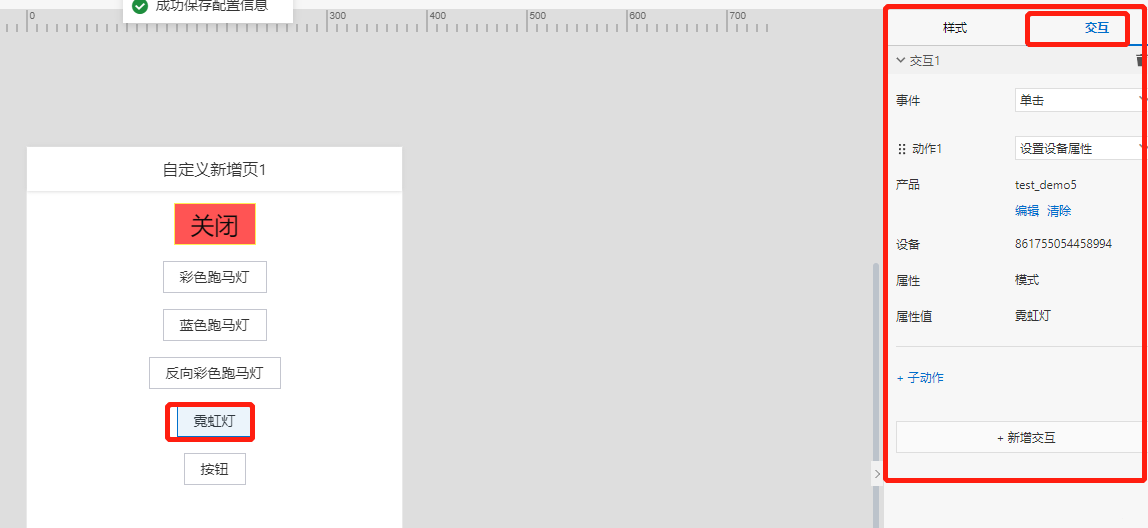 成功保存配置信息
0 300 400 500 600 700
样式 交互
交互1
事件 单击
动作1 设置设备属性
产品 test_demo5
编辑 清除
设备 861755054458994
属性 模式
属性值 霓虹灯
+ 子动作
+ 新增交互
自定义新增页1
关闭
彩色跑马灯
蓝色跑马灯
反向彩色跑马灯
霓虹灯
按钮